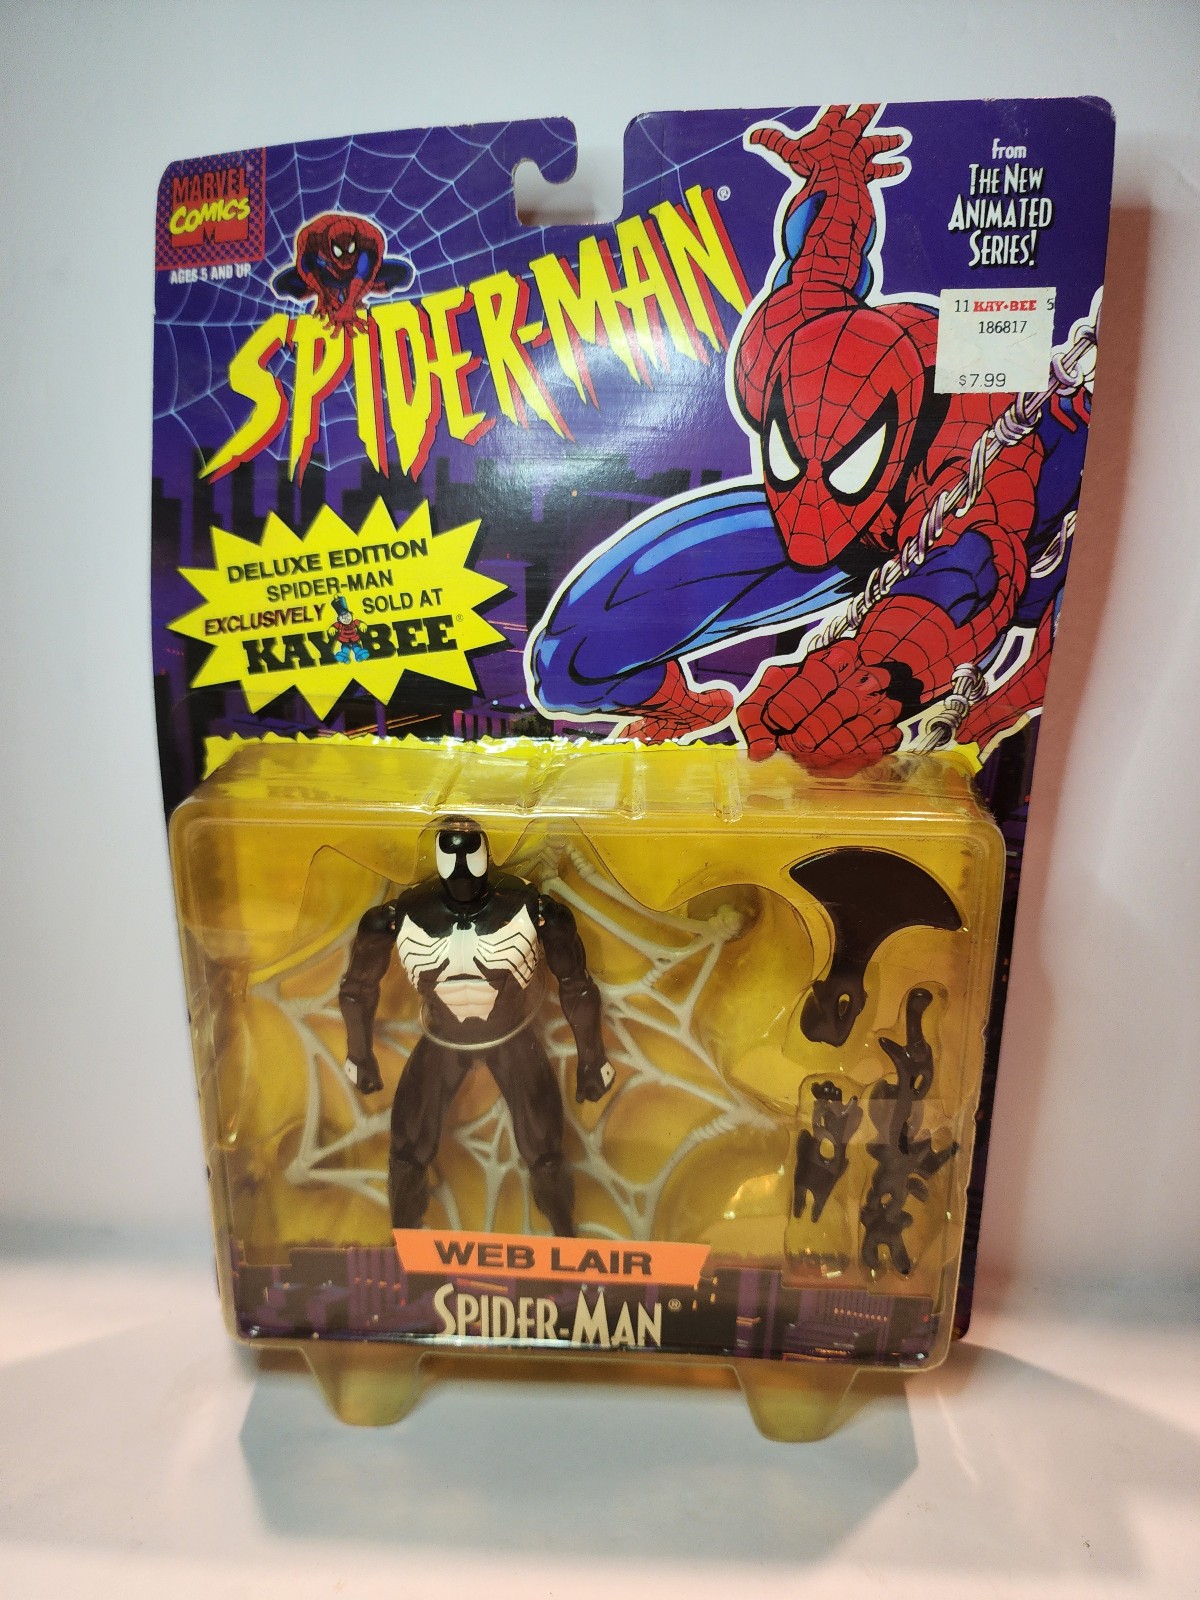 MARVEL
COMICS
AGES 5 AND UP
SPIDER-MAN®
from
THE NEW
ANIMATED
SERIES!
11 KAY·BEE 5
186817
$7.99
DELUXE EDITION
SPIDER-MAN
EXCLUSIVELY SOLD AT
KAY BEE®
WEB LAIR
SPIDER-MAN®